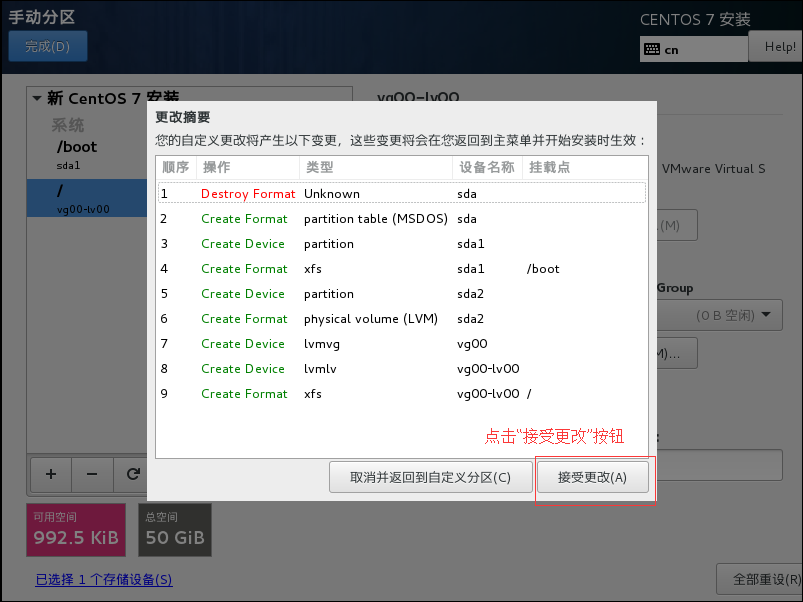 手动分区
完成(D)
CENTOS 7 安装
cn
Help!
新 CentOS 7 安装
系统
/boot
sda1
/
vg00-lv00
vg00-lv00
VMware Virtual S
(M)
Group
(0 B 空闲)
M)...
更改摘要
您的自定义更改将产生以下变更，这些变更将会在您返回到主菜单并开始安装时生效：
顺序 操作 类型 设备名称 挂载点
1 Destroy Format Unknown sda
2 Create Format partition table (MSDOS) sda
3 Create Device partition sda1
4 Create Format xfs sda1 /boot
5 Create Device partition sda2
6 Create Format physical volume (LVM) sda2
7 Create Device lvmvg vg00
8 Create Device lvmlv vg00-lv00
9 Create Format xfs vg00-lv00 /
点击“接受更改”按钮
取消并返回到自定义分区(C)
接受更改(A)
可用空间
992.5 KiB
总空间
50 GiB
已选择 1 个存储设备(S)
全部重设(R)